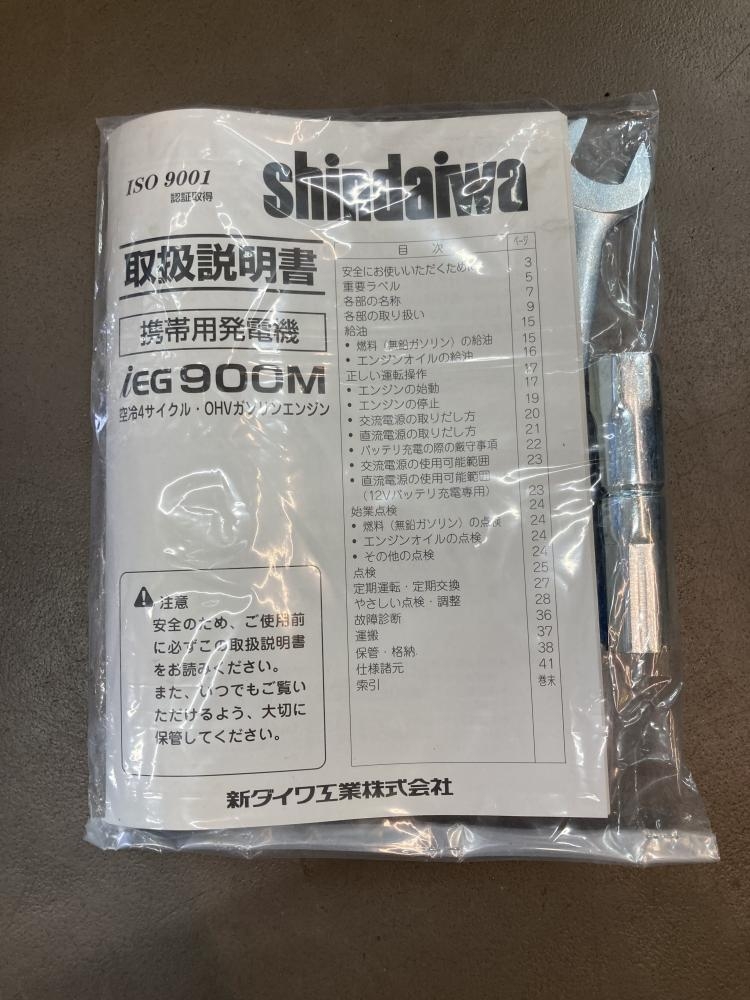 ISO 9001
認証取得
shindaiwa
取扱説明書
携帯用発電機
iEG900M
空冷4サイクル・OHVガソリンエンジン
目 次 ページ
安全にお使いいただくために 3
重要ラベル 5
各部の名称 7
各部の取り扱い 9
給油 15
• 燃料（無鉛ガソリン）の給油 15
• エンジンオイルの給油 16
正しい運転操作 17
• エンジンの始動 17
• エンジンの停止 19
• 交流電源の取りだし方 20
• 直流電源の取りだし方 21
• バッテリ充電の際の厳守事項 22
• 交流電源の使用可能範囲 23
• 直流電源の使用可能範囲
（12Vバッテリ充電専用） 23
始業点検 24
• 燃料（無鉛ガソリン）の点検 24
• エンジンオイルの点検 24
• その他の点検 24
点検 25
定期運転・定期交換 27
やさしい点検・調整 28
故障診断 36
運搬 37
保管・格納 38
仕様諸元 41
索引 巻末
注意
安全のため、ご使用前
に必ずこの取扱説明書
をお読みください。
また、いつでもご覧い
ただけるよう、大切に
保管してください。
新ダイワ工業株式会社